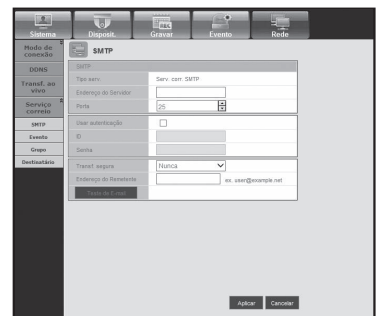 Sistema
Disposit.
Gravar
Evento
Rede
REC
Modo de
conexão
DDNS
Transf. ao
vivo
Serviço
correio
SMTP
Evento
Grupo
Destinatário
SMTP
SMTP
Tipo serv.
Serv. corr. SMTP
Endereço do Servidor
Porta
25
Usar autenticação
ID
Senha
Transf. segura
Nunca
Endereço do Remetente
ex. user@example.net
Teste do E-mail
Aplicar
Cancelar